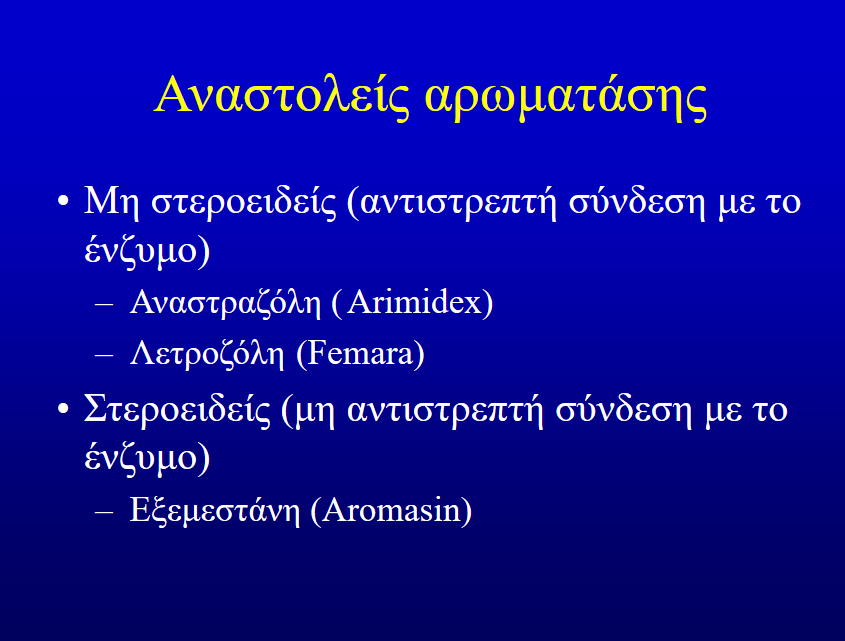 Αναστολείς αρωματάσης
• Μη στεροειδείς (αντιστρεπτή σύνδεση με το
ένζυμο)
– Αναστραζόλη ( Arimidex)
– Λετροζόλη (Femara)
• Στεροειδείς (μη αντιστρεπτή σύνδεση με το
ένζυμο)
– Εξεμεστάνη (Aromasin)